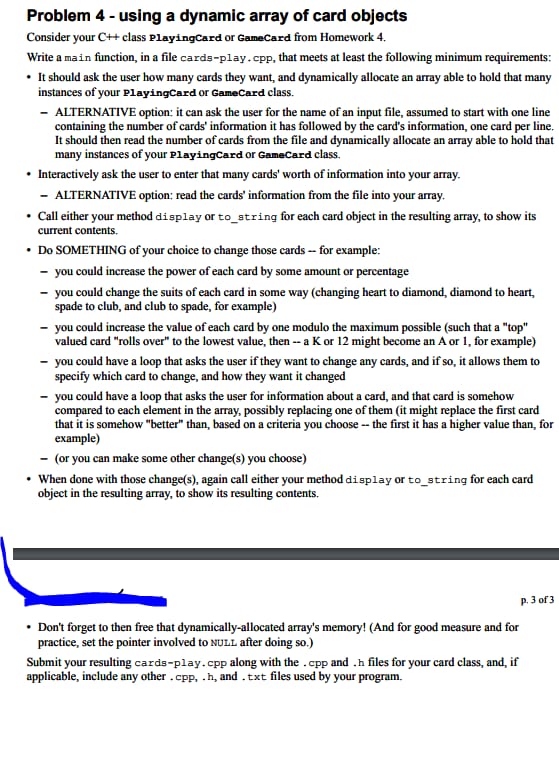 Problem 4 - using a dynamic array of card objects
Consider your C++ class PlayingCard or GameCard from Homework 4.
Write a main function, in a file cards-play.cpp, that meets at least the following minimum requirements:
• It should ask the user how many cards they want, and dynamically allocate an array able to hold that many
instances of your PlayingCard or GameCard class.
– ALTERNATIVE option: it can ask the user for the name of an input file, assumed to start with one line
containing the number of cards' information it has followed by the card's information, one card per line.
It should then read the number of cards from the file and dynamically allocate an array able to hold that
many instances of your PlayingCard or GameCard class.
• Interactively ask the user to enter that many cards' worth of information into your array.
– ALTERNATIVE option: read the cards' information from the file into your array.
• Call either your method display or to_string for each card object in the resulting array, to show its
current contents.
• Do SOMETHING of your choice to change those cards -- for example:
– you could increase the power of each card by some amount or percentage
– you could change the suits of each card in some way (changing heart to diamond, diamond to heart,
spade to club, and club to spade, for example)
– you could increase the value of each card by one modulo the maximum possible (such that a "top"
valued card "rolls over" to the lowest value, then -- a K or 12 might become an A or 1, for example)
– you could have a loop that asks the user if they want to change any cards, and if so, it allows them to
specify which card to change, and how they want it changed
– you could have a loop that asks the user for information about a card, and that card is somehow
compared to each element in the array, possibly replacing one of them (it might replace the first card
that it is somehow "better" than, based on a criteria you choose -- the first it has a higher value than, for
example)
– (or you can make some other change(s) you choose)
• When done with those change(s), again call either your method display or to_string for each card
object in the resulting array, to show its resulting contents.
p. 3 of 3
• Don't forget to then free that dynamically-allocated array's memory! (And for good measure and for
practice, set the pointer involved to NULL after doing so.)
Submit your resulting cards-play.cpp along with the .cpp and .h files for your card class, and, if
applicable, include any other .cpp, .h, and .txt files used by your program.